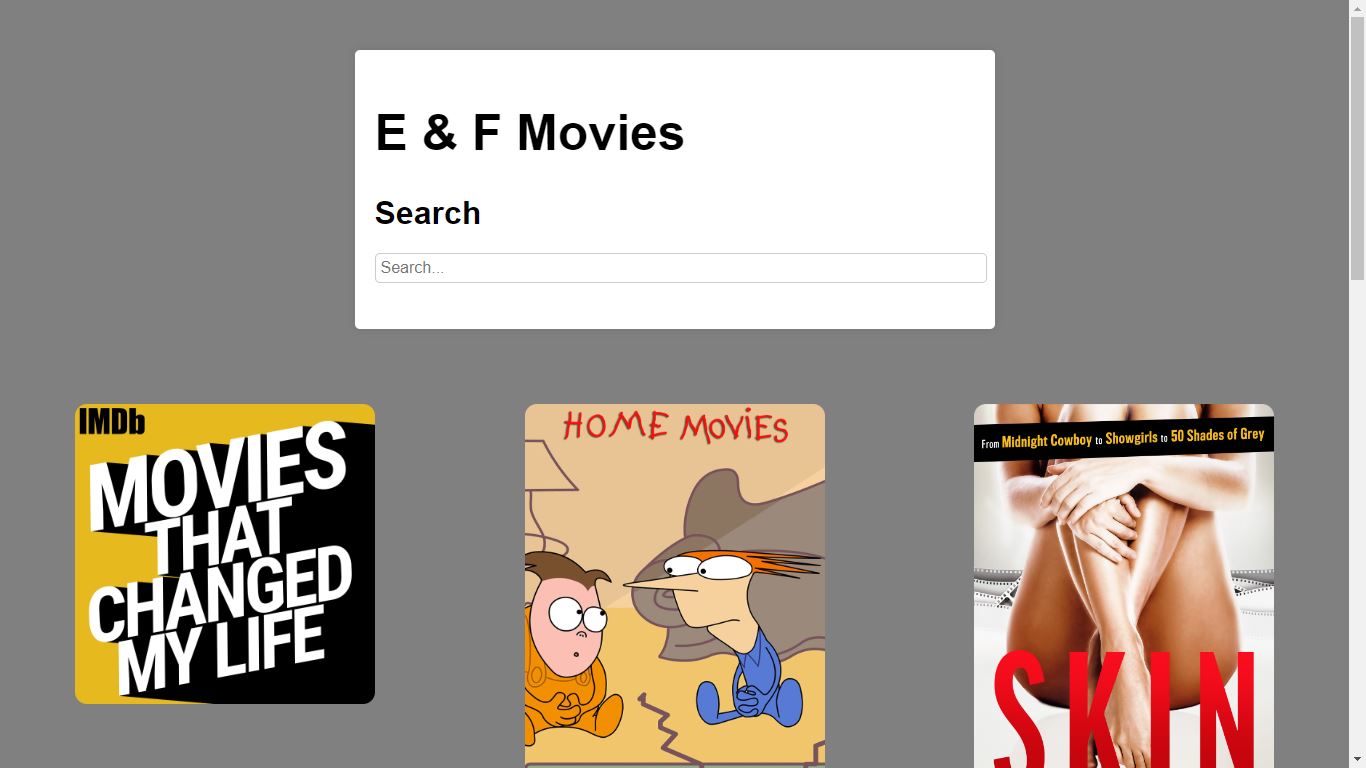 E & F Movies
Search
Search...
IMDb
MOVIES
THAT
CHANGED
MY LIFE
HOME MOVIES
From Midnight Cowboy to Showgirls to 50 Shades of Grey
SKIN